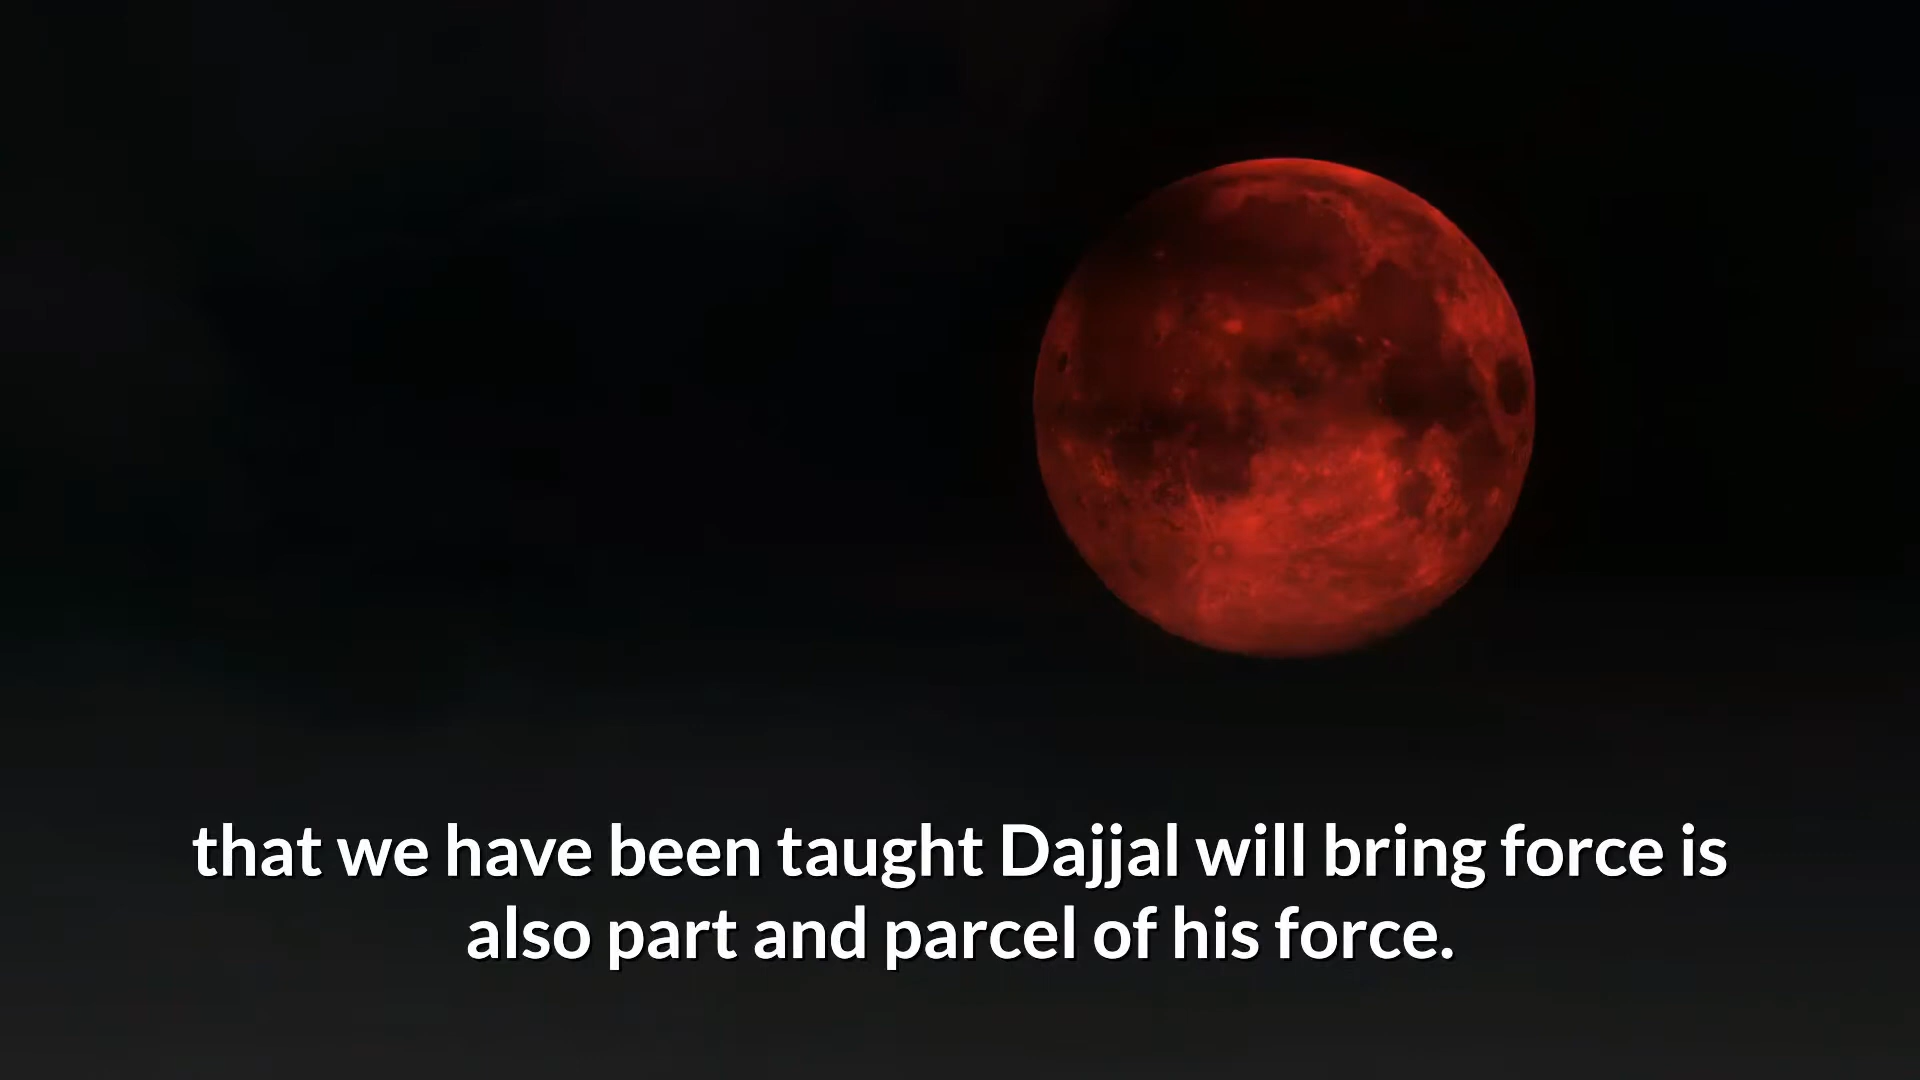 that we have been taught Dajjal will bring force is
also part and parcel of his force.